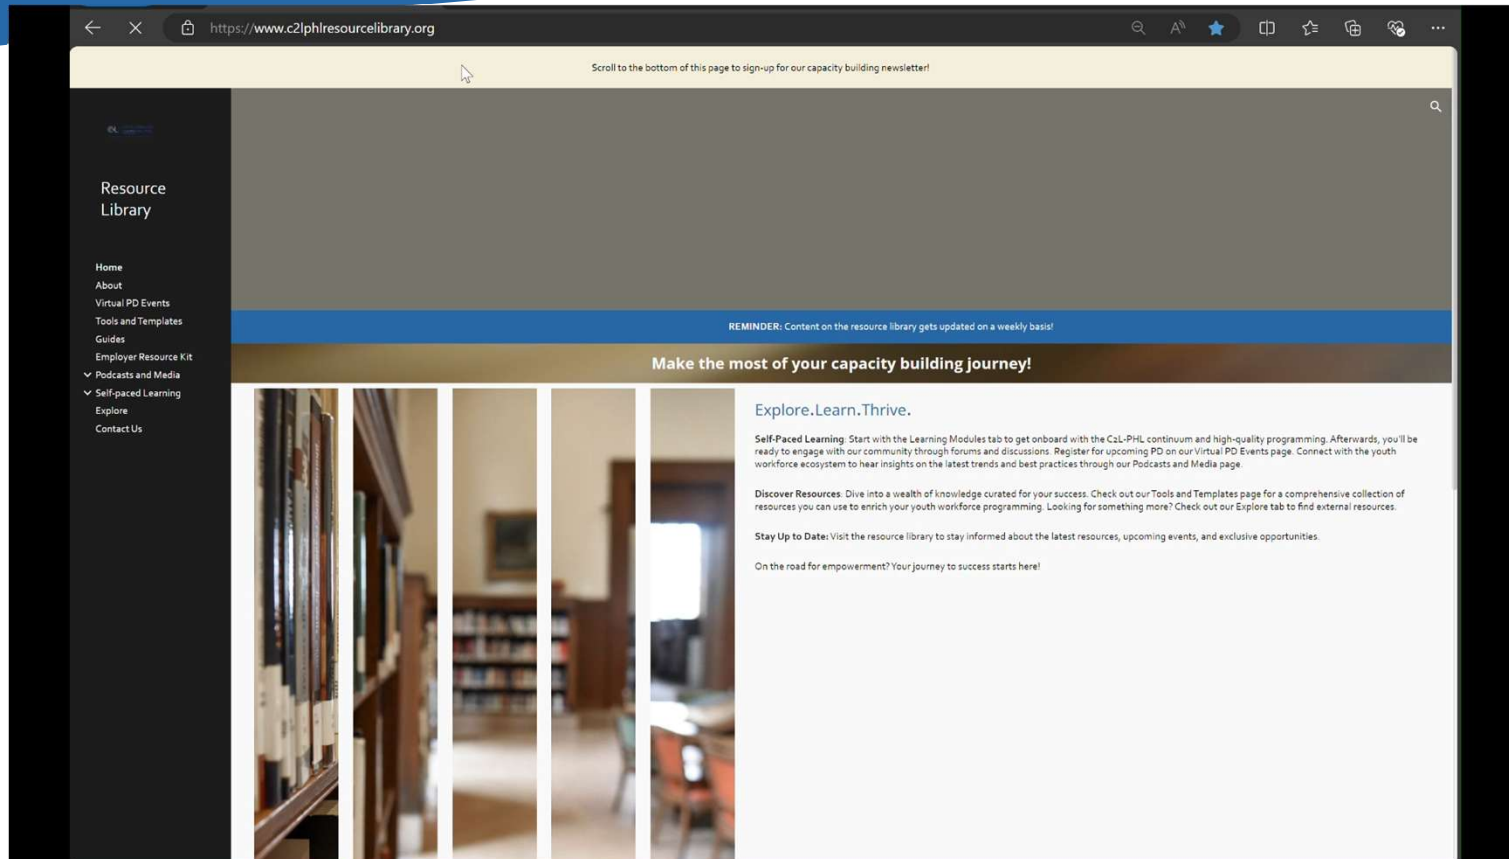 https://www.c2lphlresourcelibrary.org
Scroll to the bottom of this page to sign-up for our capacity building newsletter!
Resource
Library
Home
About
Virtual PD Events
Tools and Templates
Guides
Employer Resource Kit
Podcasts and Media
Self-paced Learning
Explore
Contact Us
REMINDER: Content on the resource library gets updated on a weekly basis!
Make the most of your capacity building journey!
Explore.Learn.Thrive.
Self-Paced Learning: Start with the Learning Modules tab to get onboard with the C2L-PHL continuum and high-quality programming. Afterwards, you'll be
ready to engage with our community through forums and discussions. Register for upcoming PD on our Virtual PD Events page. Connect with the youth
workforce ecosystem to hear insights on the latest trends and best practices through our Podcasts and Media page.
Discover Resources: Dive into a wealth of knowledge curated for your success. Check out our Tools and Templates page for a comprehensive collection of
resources you can use to enrich your youth workforce programming. Looking for something more? Check out our Explore tab to find external resources.
Stay Up to Date: Visit the resource library to stay informed about the latest resources, upcoming events, and exclusive opportunities.
On the road for empowerment? Your journey to success starts here!